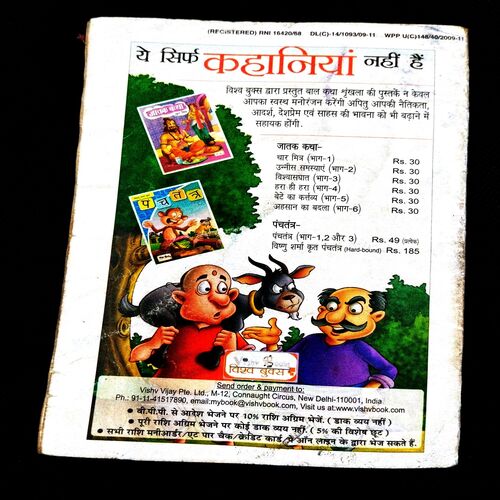 (REGISTERED) RNI 16420/68 DL(C)-14/1093/09-11 WPP U(C)148/40/2009-11
ये सिर्फ कहानियां नहीं हैं
विश्व बुक्स द्वारा प्रस्तुत बाल कथा शृंखला की पुस्तकें न केवल
आपका स्वस्थ मनोरंजन करेंगी अपितु आपकी नैतिकता,
आदर्श, देशप्रेम एवं साहस की भावना को भी बढ़ाने में
सहायक होंगी.
जातक कथा
जातक कथा-
चार मित्र (भाग-1) Rs. 30
उन्नीस समस्याएं (भाग-2) Rs. 30
विश्वासघात (भाग-3) Rs. 30
हरा ही हरा (भाग-4) Rs. 30
बेटे का कर्त्तव्य (भाग-5) Rs. 30
अहसान का बदला (भाग-6) Rs. 30
पंचतंत्र
पंचतंत्र-
पंचतंत्र (भाग-1,2 और 3) Rs. 49 (प्रत्येक)
विष्णु शर्मा कृत पंचतंत्र (Hard-bound) Rs. 185
विश्व बुक्स
Send order & payment to:
Vishv Vijay Pte. Ltd., M-12, Connaught Circus, New Delhi-110001, India
Ph.: 91-11-41517890, email:mybook@vishvbook.com, Visit us at:www.vishvbook.com
• वी.पी.पी. से आदेश भेजने पर 10% राशि अग्रिम भेजें. ( डाक व्यय नहीं )
• पूरी राशि अग्रिम भेजने पर कोई डाक व्यय नहीं. ( 5% की विशेष छूट )
• सभी राशि मनीआर्डर/एट पार चैक/क्रेडिट कार्ड में ऑन लाइन के द्वारा भेज सकते हैं.